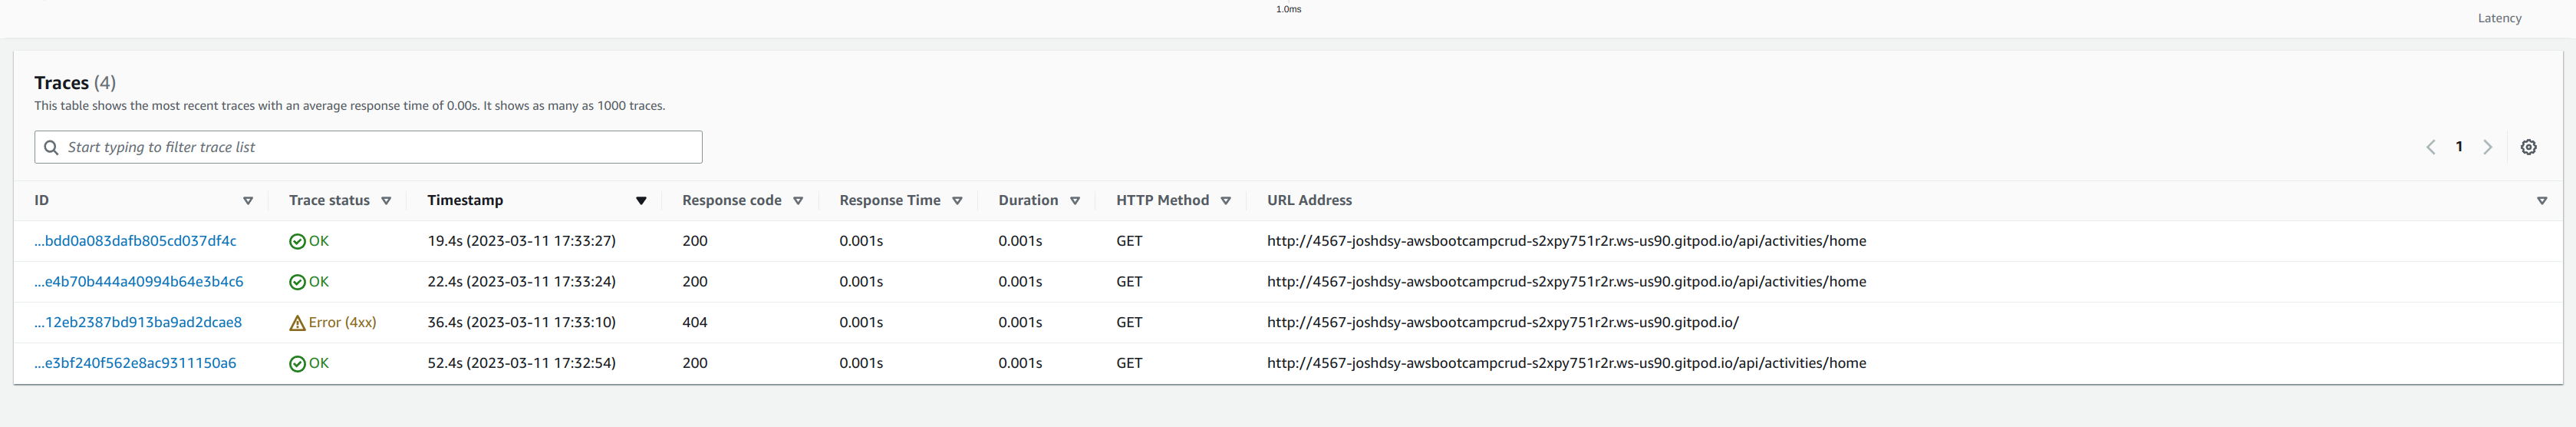 1.0ms
Latency
Traces (4)
This table shows the most recent traces with an average response time of 0.00s. It shows as many as 1000 traces.
Start typing to filter trace list
1
ID Trace status Timestamp Response code Response Time Duration HTTP Method URL Address
...bdd0a083dafb805cd037df4c OK 19.4s (2023-03-11 17:33:27) 200 0.001s 0.001s GET http://4567-joshdsy-awsbootcampcrud-s2xpy751r2r.ws-us90.gitpod.io/api/activities/home
...e4b70b444a40994b64e3b4c6 OK 22.4s (2023-03-11 17:33:24) 200 0.001s 0.001s GET http://4567-joshdsy-awsbootcampcrud-s2xpy751r2r.ws-us90.gitpod.io/api/activities/home
...12eb2387bd913ba9ad2dcae8 Error (4xx) 36.4s (2023-03-11 17:33:10) 404 0.001s 0.001s GET http://4567-joshdsy-awsbootcampcrud-s2xpy751r2r.ws-us90.gitpod.io/
...e3bf240f562e8ac9311150a6 OK 52.4s (2023-03-11 17:32:54) 200 0.001s 0.001s GET http://4567-joshdsy-awsbootcampcrud-s2xpy751r2r.ws-us90.gitpod.io/api/activities/home